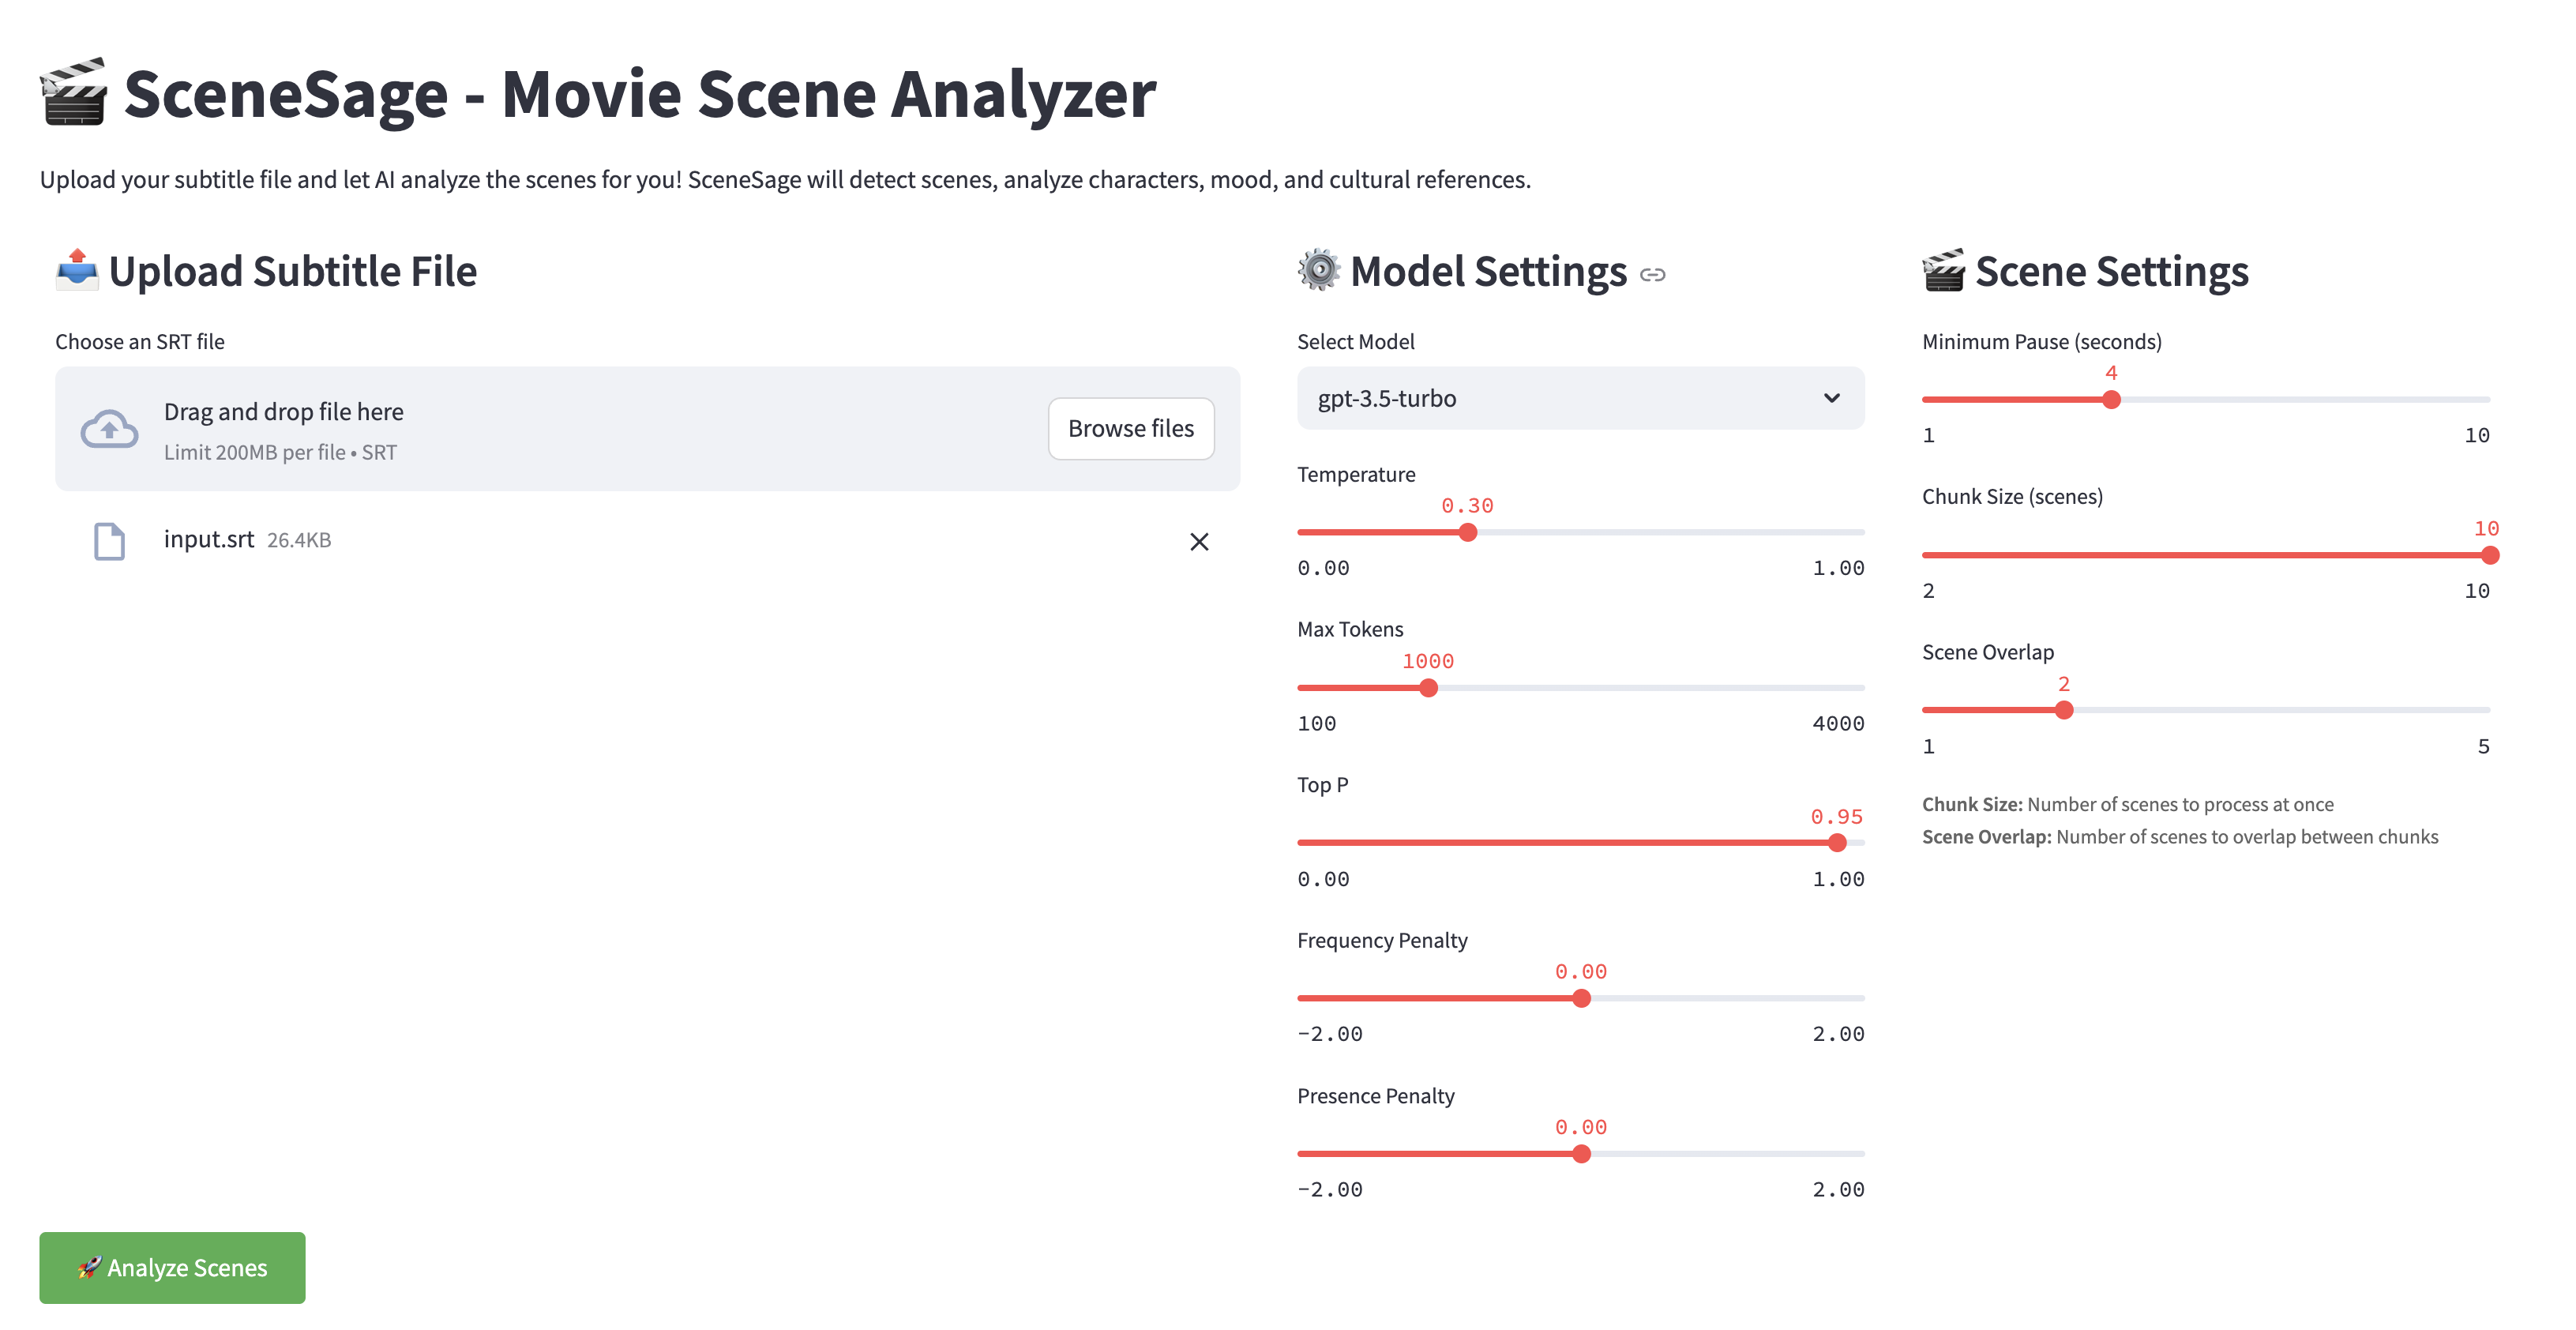 SceneSage - Movie Scene Analyzer
Upload your subtitle file and let AI analyze the scenes for you! SceneSage will detect scenes, analyze characters, mood, and cultural references.
Upload Subtitle File
Choose an SRT file
Drag and drop file here
Limit 200MB per file • SRT
Browse files
input.srt 26.4KB
Model Settings
Select Model
gpt-3.5-turbo
Temperature
0.30
0.00 1.00
Max Tokens
1000
100 4000
Top P
0.95
0.00 1.00
Frequency Penalty
0.00
−2.00 2.00
Presence Penalty
0.00
−2.00 2.00
Scene Settings
Minimum Pause (seconds)
4
1 10
Chunk Size (scenes)
10
2 10
Scene Overlap
2
1 5
Chunk Size: Number of scenes to process at once
Scene Overlap: Number of scenes to overlap between chunks
Analyze Scenes